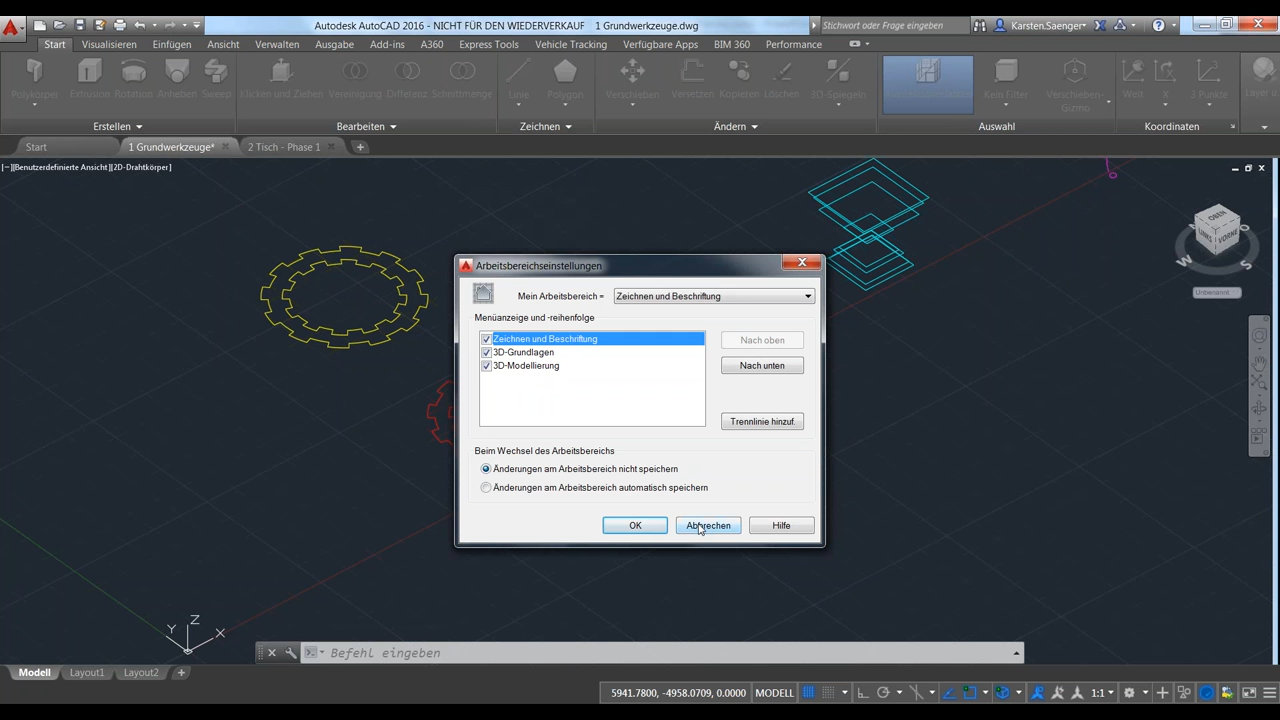 Autodesk AutoCAD 2016 - NICHT FÜR DEN WIEDERVERKAUF 1 Grundwerkzeuge.dwg
Stichwort oder Frage eingeben
Karsten.Saenger
Start Visualisieren Einfügen Ansicht Verwalten Ausgabe Add-ins A360 Express Tools Vehicle Tracking Verfügbare Apps BIM 360 Performance
Polykörper Extrusion Rotation Anheben Sweep Klicken und Ziehen Vereinigung Differenz Schnittmenge Linie Polygon Verschieben Versetzen Kopieren Löschen 3D-Spiegeln Kein Filter Verschieben-Gizmo Welt X 3 Punkte
Erstellen Bearbeiten Zeichnen Ändern Auswahl Koordinaten
Start 1 Grundwerkzeuge* 2 Tisch - Phase 1
[−][Benutzerdefinierte Ansicht][2D-Drahtkörper]
OBEN
LINKS VORNE
W S
Unbenannt
Arbeitsbereichseinstellungen
Mein Arbeitsbereich = Zeichnen und Beschriftung
Menüanzeige und -reihenfolge
Zeichnen und Beschriftung
3D-Grundlagen
3D-Modellierung
Nach oben
Nach unten
Trennlinie hinzuf.
Beim Wechsel des Arbeitsbereichs
Änderungen am Arbeitsbereich nicht speichern
Änderungen am Arbeitsbereich automatisch speichern
OK Abbrechen Hilfe
Z
Y X
Befehl eingeben
Modell Layout1 Layout2
5941.7800, -4958.0709, 0.0000 MODELL 1:1